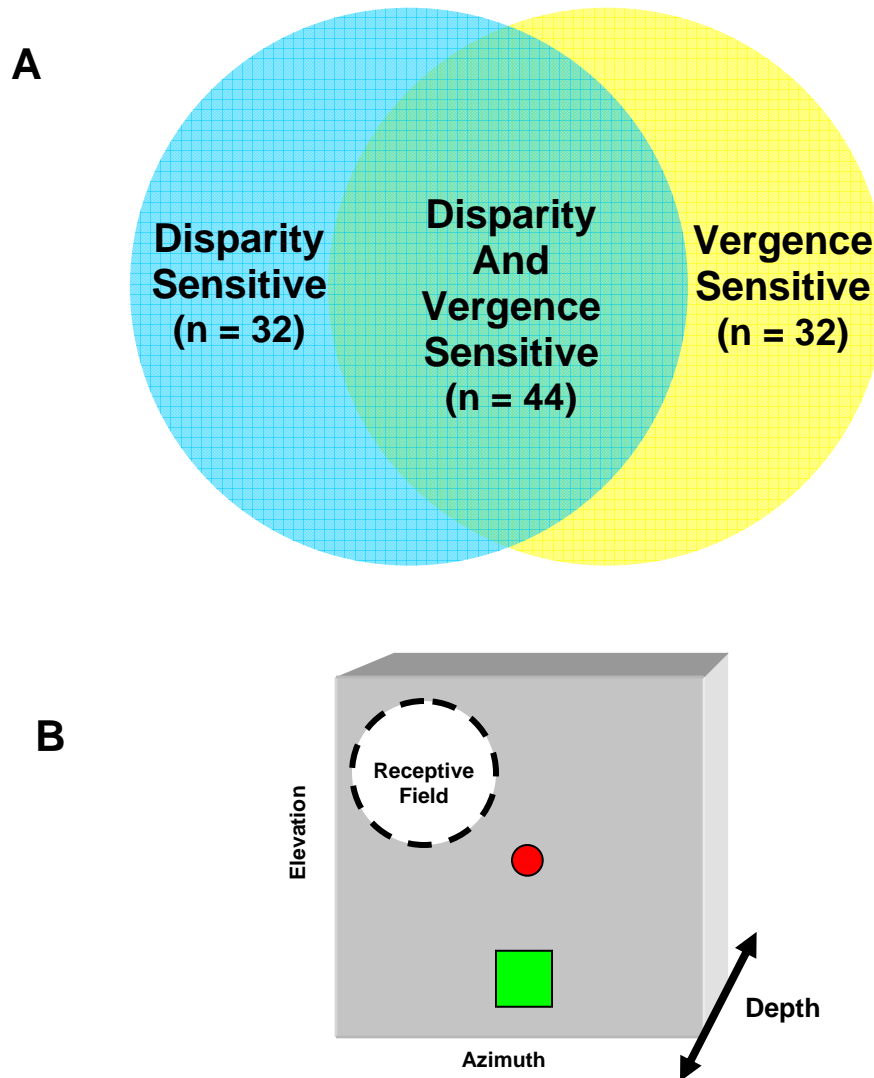 A
Disparity
Sensitive
(n = 32)
Disparity
And
Vergence
Sensitive
(n = 44)
Vergence
Sensitive
(n = 32)
B
Receptive
Field
Elevation
Depth
Azimuth